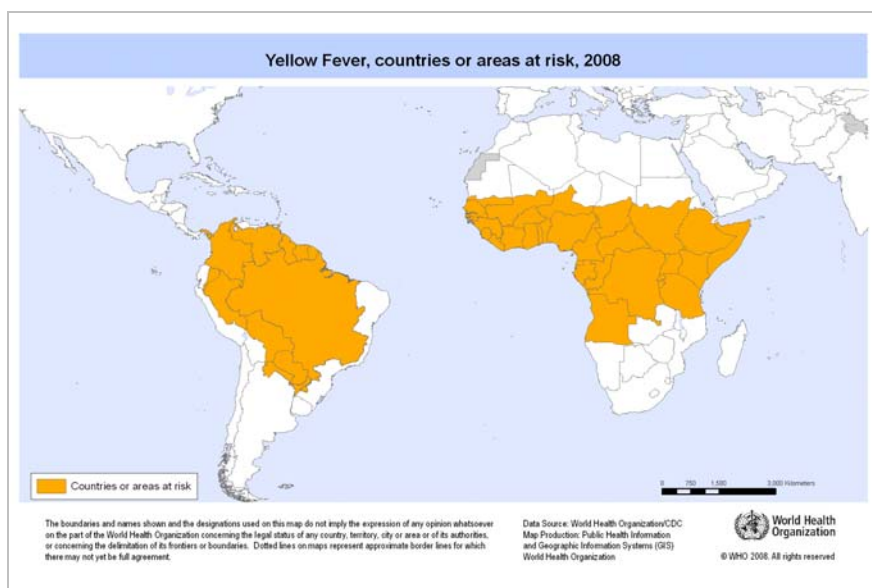 Yellow Fever, countries or areas at risk, 2008
Countries or areas at risk
0 750 1,500 3,000 Kilometers
The boundaries and names shown and the designations used on this map do not imply the expression of any opinion whatsoever
on the part of the World Health Organization concerning the legal status of any country, territory, city or area or of its authorities,
or concerning the delimitation of its frontiers or boundaries. Dotted lines on maps represent approximate border lines for which
there may not yet be full agreement.
Data Source: World Health Organization/CDC
Map Production: Public Health Information
and Geographic Information Systems (GIS)
World Health Organization
World Health
Organization
© WHO 2008. All rights reserved